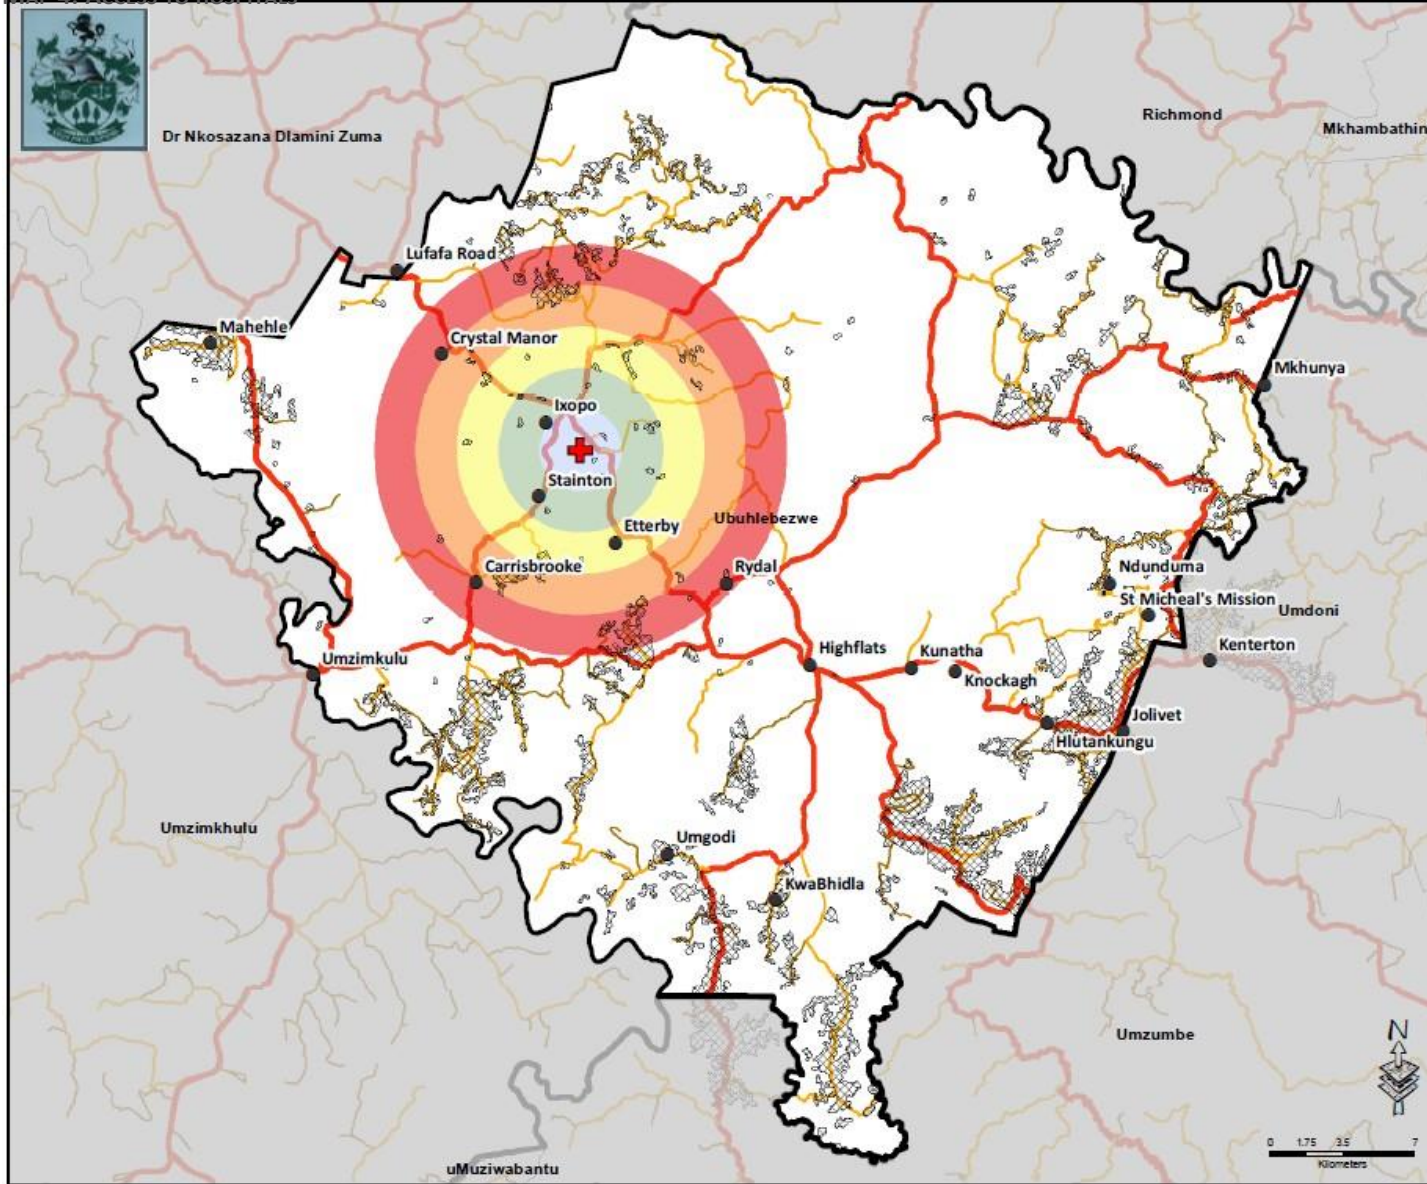 Richmond
Mkhambathin
Dr Nkosazana Dlamini Zuma
Lufafa Road
Mahehle
Crystal Manor
Mkhunya
Ixopo
Stainton
Ubuhlebezwe
Etterby
Carrisbrooke
Rydal
Ndunduma
St Micheal's Mission
Umdoni
Kenterton
Highflats
Kunatha
Umzimkulu
Knockagh
Jolivet
Hlutankungu
Umzimkhulu
Umgodi
KwaBhidla
Umzumbe
N
0 1.75 3.5 7
Kilometers
uMuziwabantu